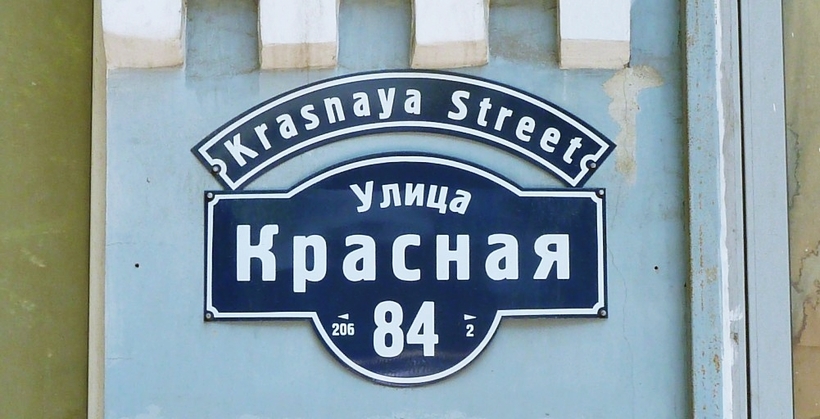 Krasnaya Street
Улица
Красная
206 84 2